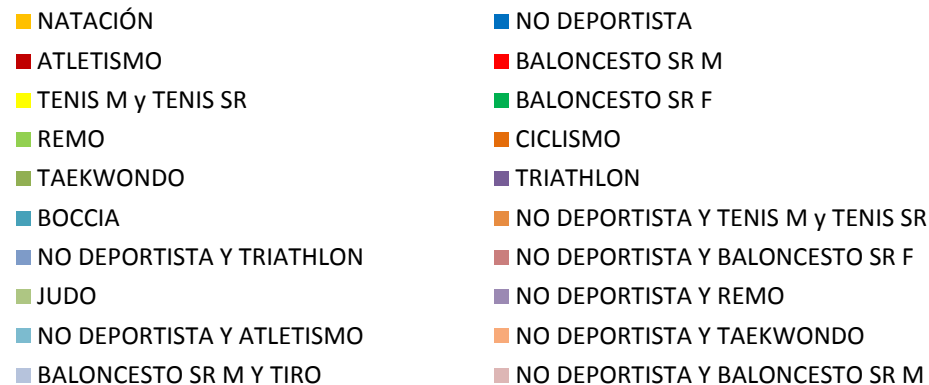 NATACIÓN
NO DEPORTISTA
ATLETISMO
BALONCESTO SR M
TENIS M y TENIS SR
BALONCESTO SR F
REMO
CICLISMO
TAEKWONDO
TRIATHLON
BOCCIA
NO DEPORTISTA Y TENIS M y TENIS SR
NO DEPORTISTA Y TRIATHLON
NO DEPORTISTA Y BALONCESTO SR F
JUDO
NO DEPORTISTA Y REMO
NO DEPORTISTA Y ATLETISMO
NO DEPORTISTA Y TAEKWONDO
BALONCESTO SR M Y TIRO
NO DEPORTISTA Y BALONCESTO SR M